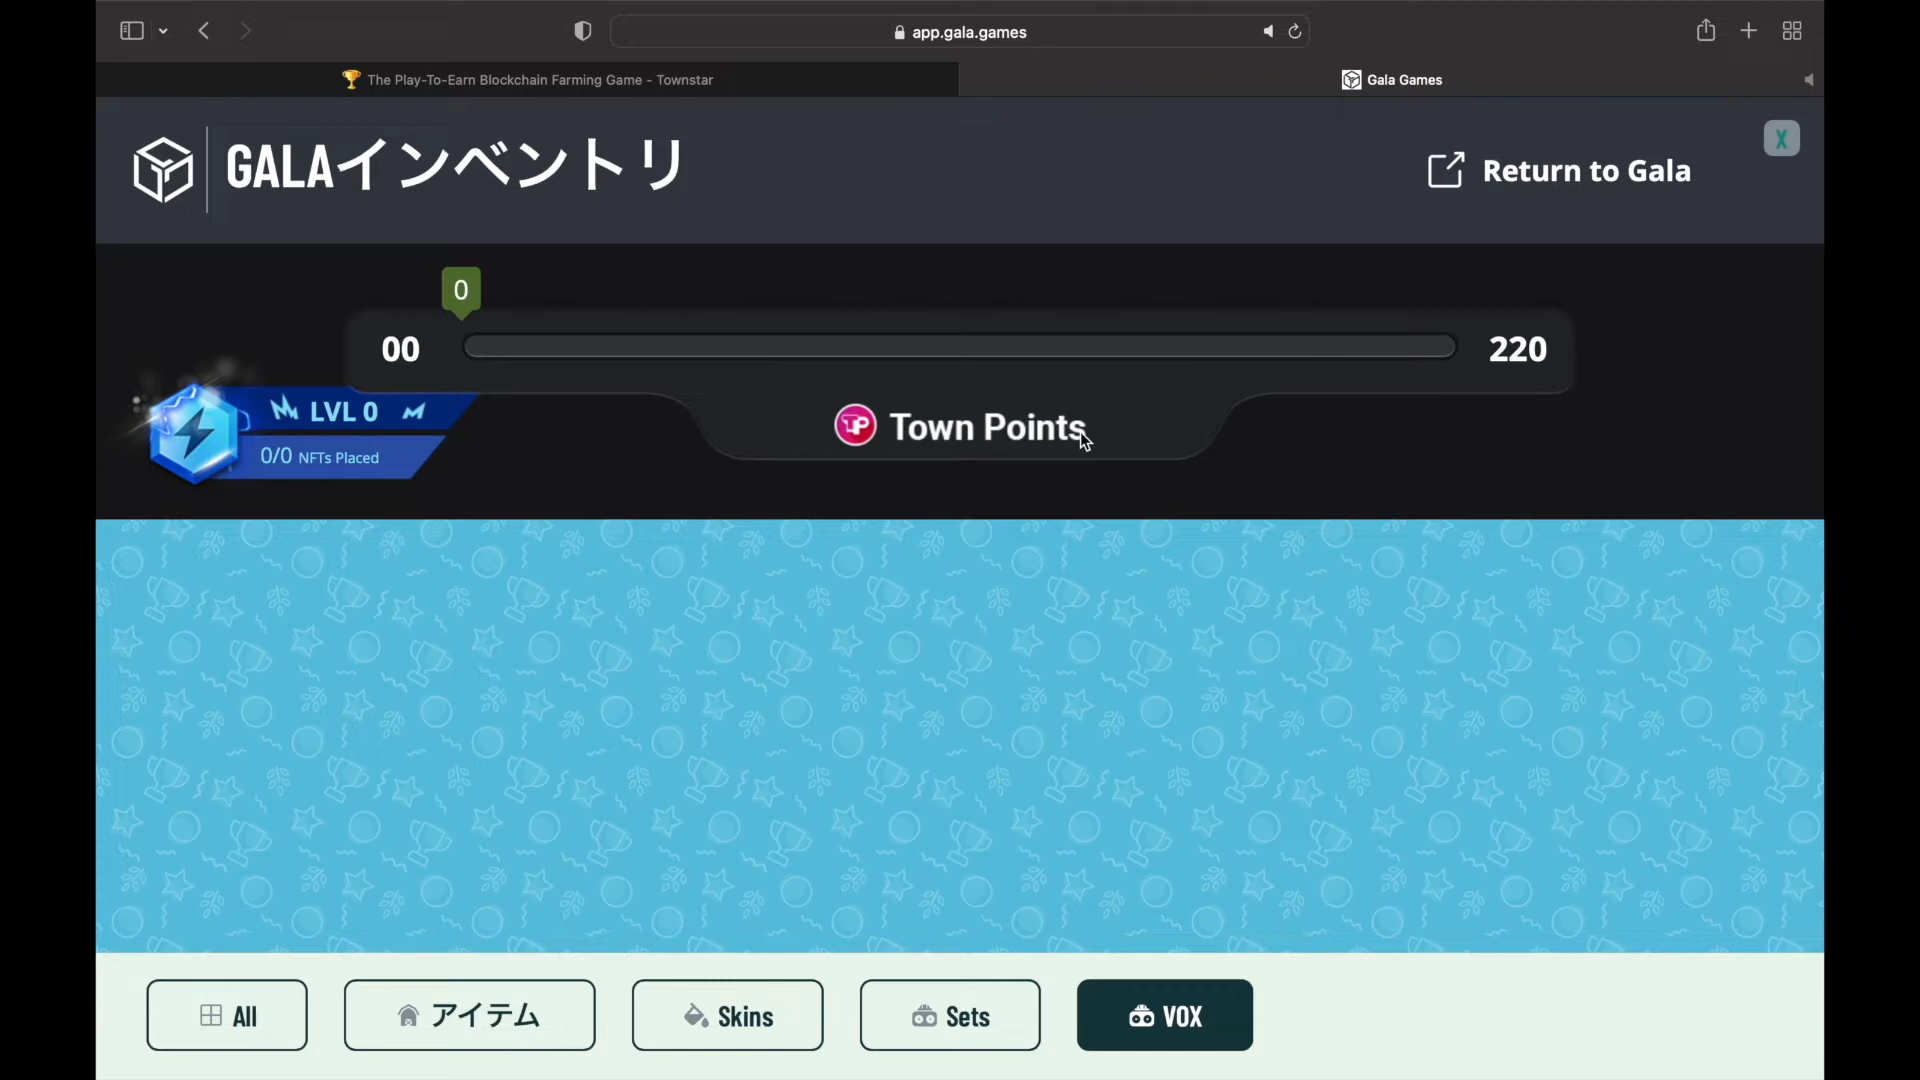 app.gala.games
The Play-To-Earn Blockchain Farming Game - Townstar
Gala Games
GALAインベントリ
Return to Gala
X
0
00
220
LVL 0
0/0 NFTs Placed
TP Town Points
All
アイテム
Skins
Sets
VOX